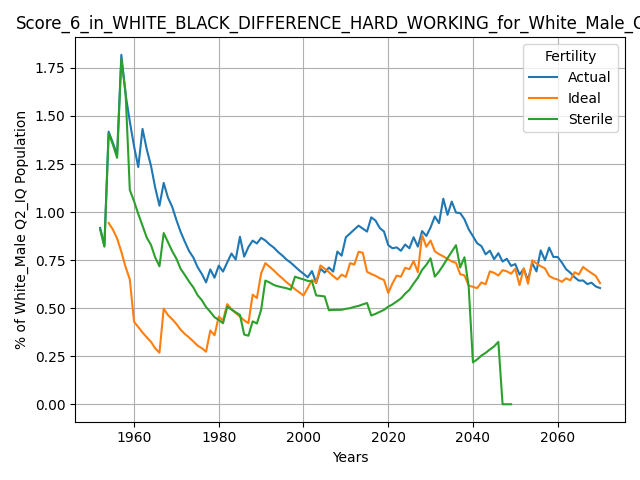 Score_6_in_WHITE_BLACK_DIFFERENCE_HARD_WORKING_for_White_Male_
% of White_Male Q2_IQ Population
1.75
1.50
1.25
1.00
0.75
0.50
0.25
0.00
Fertility
Actual
Ideal
Sterile
1960
1980
2000
2020
2040
2060
Years